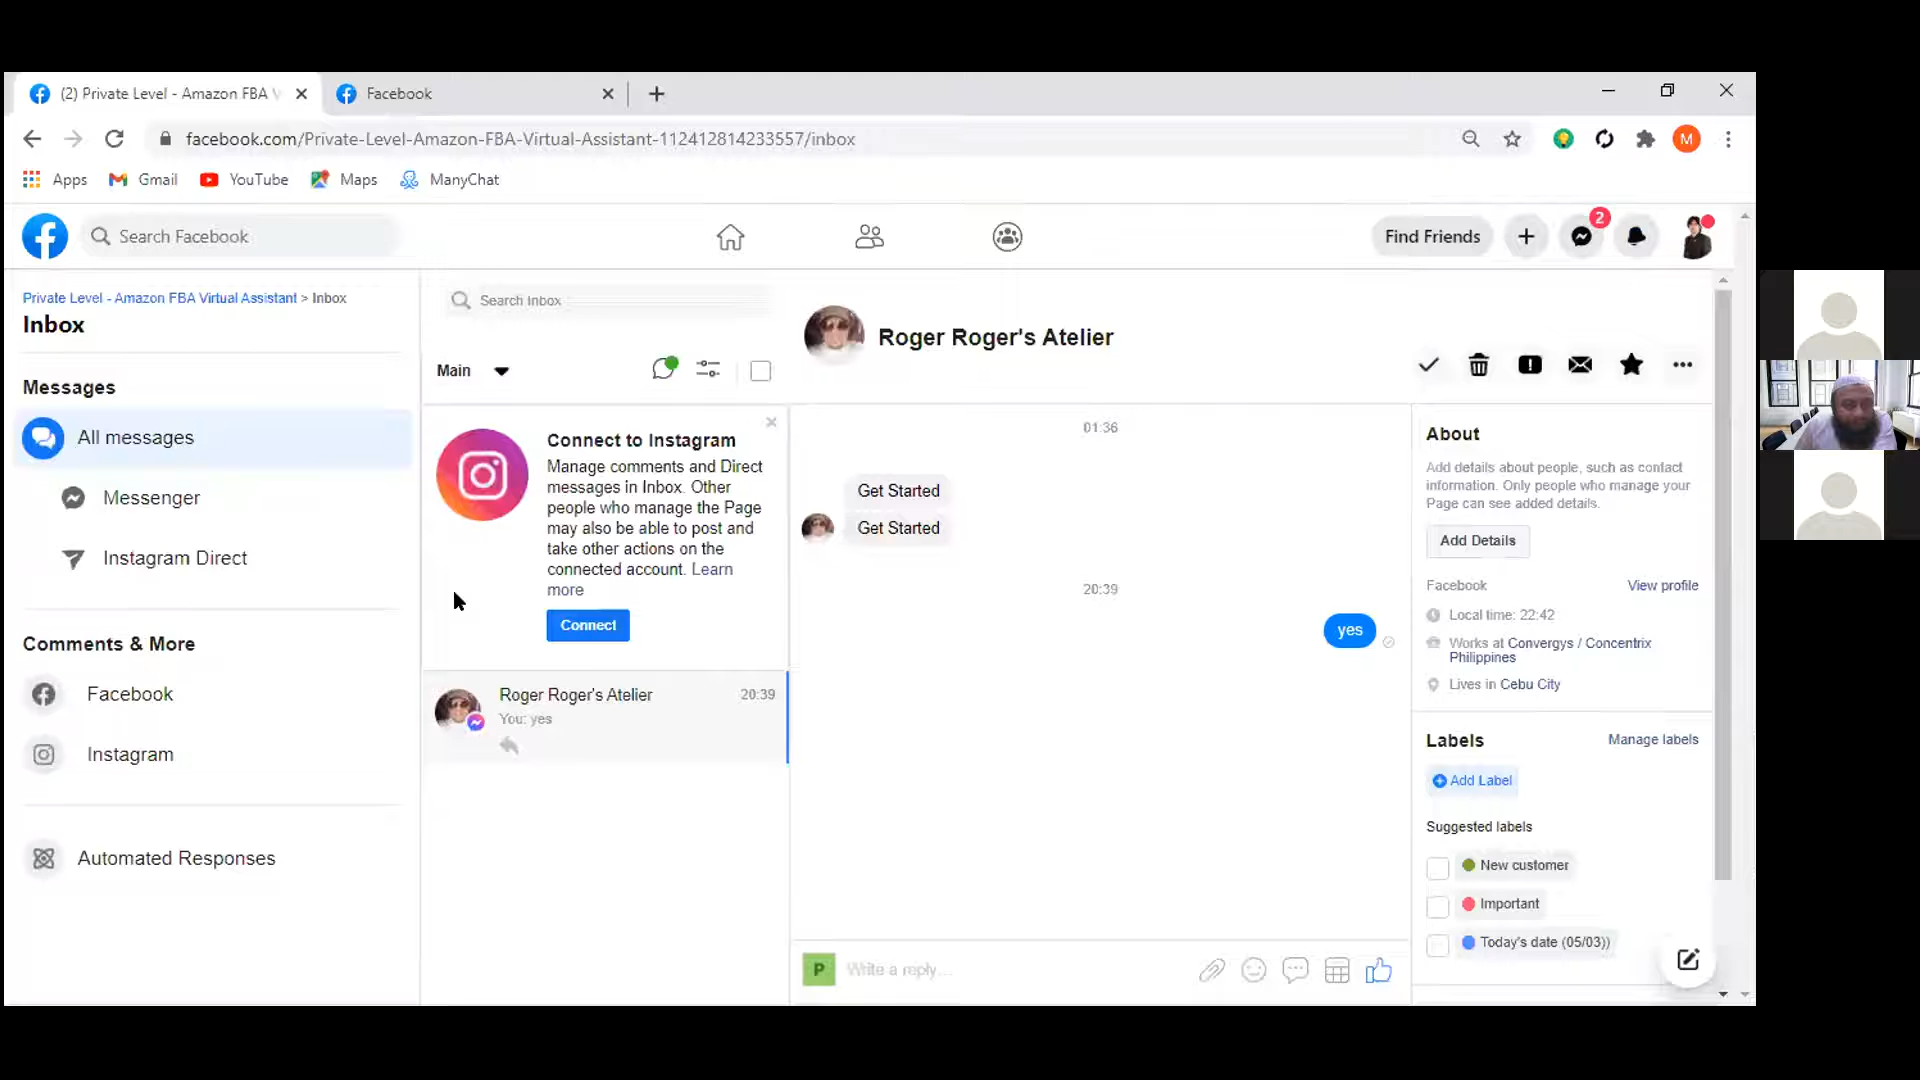 (2) Private Level - Amazon FBA
Facebook
facebook.com/Private-Level-Amazon-FBA-Virtual-Assistant-112412814233557/inbox
M
Apps
Gmail
YouTube
Maps
ManyChat
Search Facebook
Find Friends
2
Private Level - Amazon FBA Virtual Assistant > Inbox
Inbox
Messages
All messages
Messenger
Instagram Direct
Comments & More
Facebook
Instagram
Automated Responses
Search Inbox
Main
Connect to Instagram
Manage comments and Direct
messages in Inbox. Other
people who manage the Page
may also be able to post and
take other actions on the
connected account. Learn
more
Connect
Roger Roger's Atelier 20:39
You: yes
Roger Roger's Atelier
01:36
Get Started
Get Started
20:39
yes
P
Write a reply...
About
Add details about people, such as contact
information. Only people who manage your
Page can see added details.
Add Details
Facebook View profile
Local time: 22:42
Works at Convergys / Concentrix
Philippines
Lives in Cebu City
Labels Manage labels
Add Label
Suggested labels
New customer
Important
Today's date (05/03))